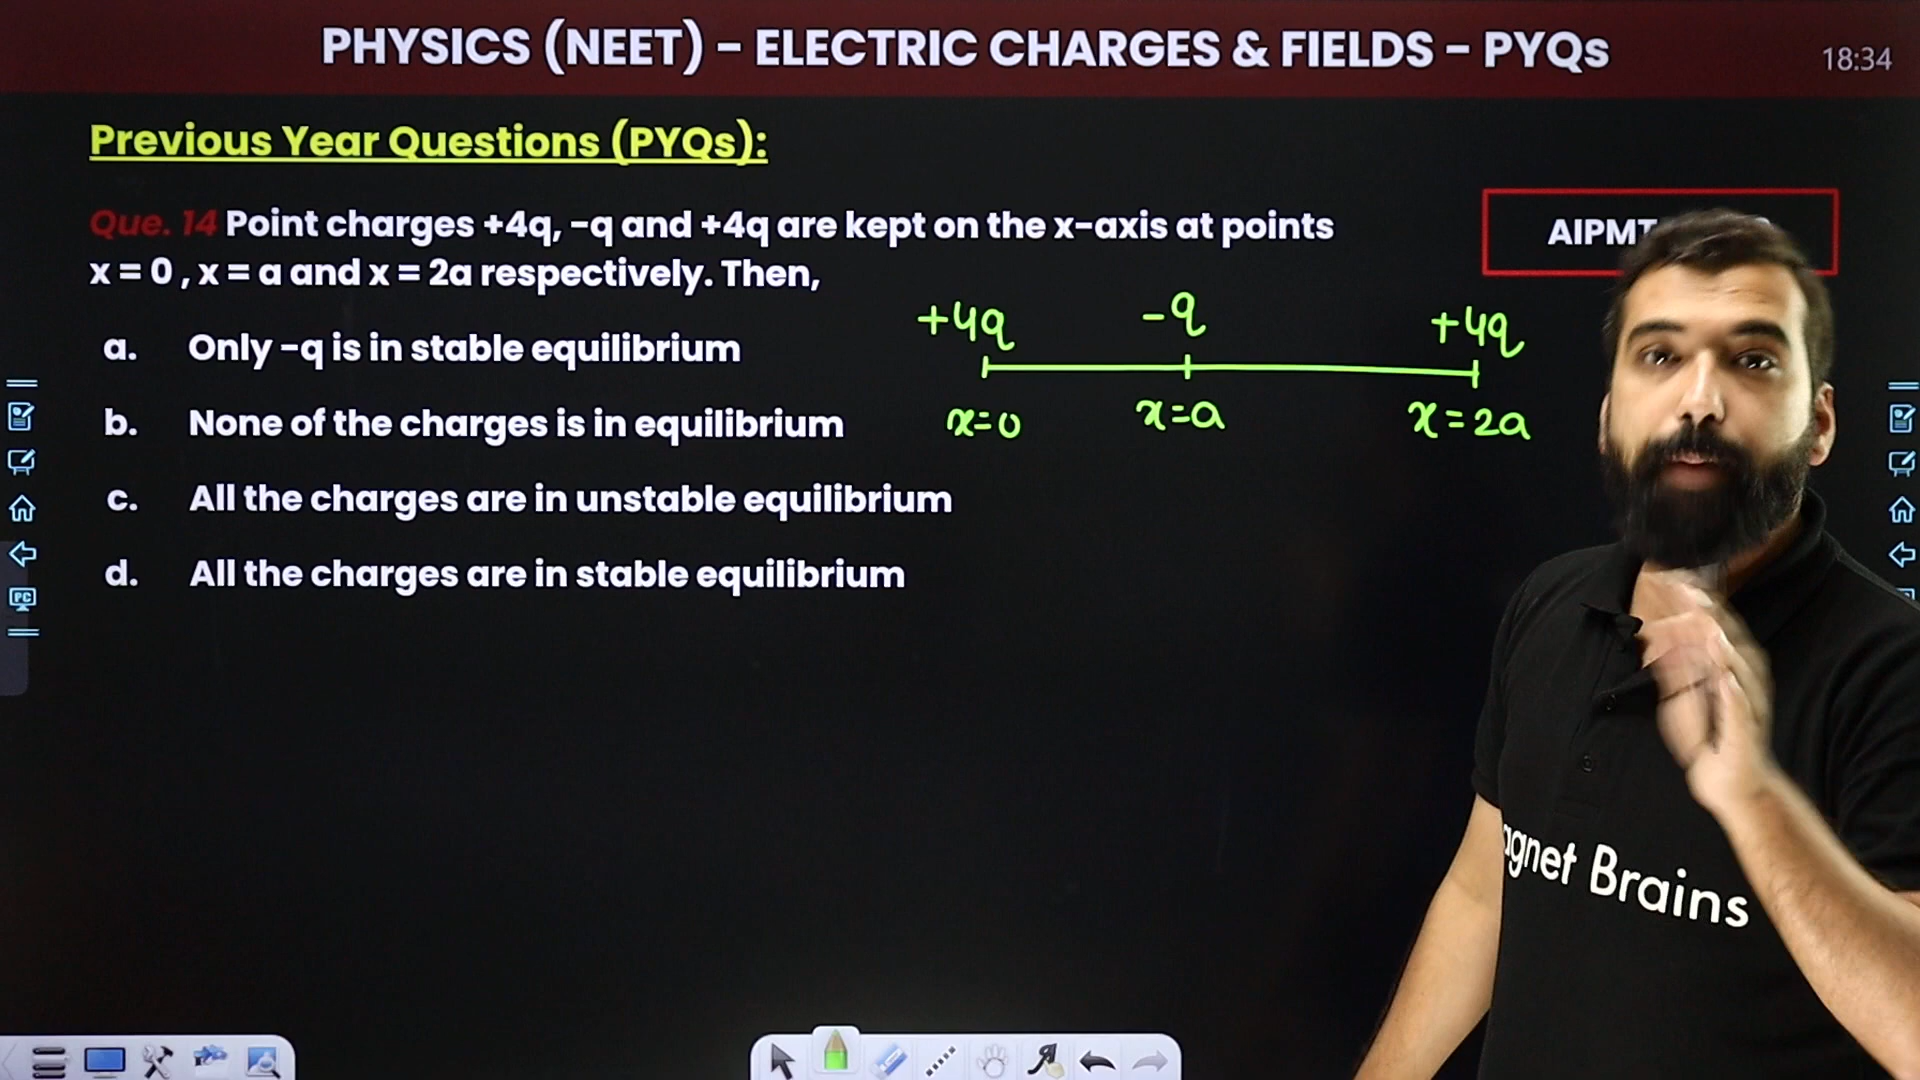 PHYSICS (NEET) – ELECTRIC CHARGES & FIELDS – PYQs
18:34
Previous Year Questions (PYQs):
Que. 14 Point charges +4q, –q and +4q are kept on the x-axis at points
x = 0 , x = a and x = 2a respectively. Then,
AIPMT
+4q -q +4q
x=0 x=a x=2a
a. Only –q is in stable equilibrium
b. None of the charges is in equilibrium
c. All the charges are in unstable equilibrium
d. All the charges are in stable equilibrium
PC
agnet Brains